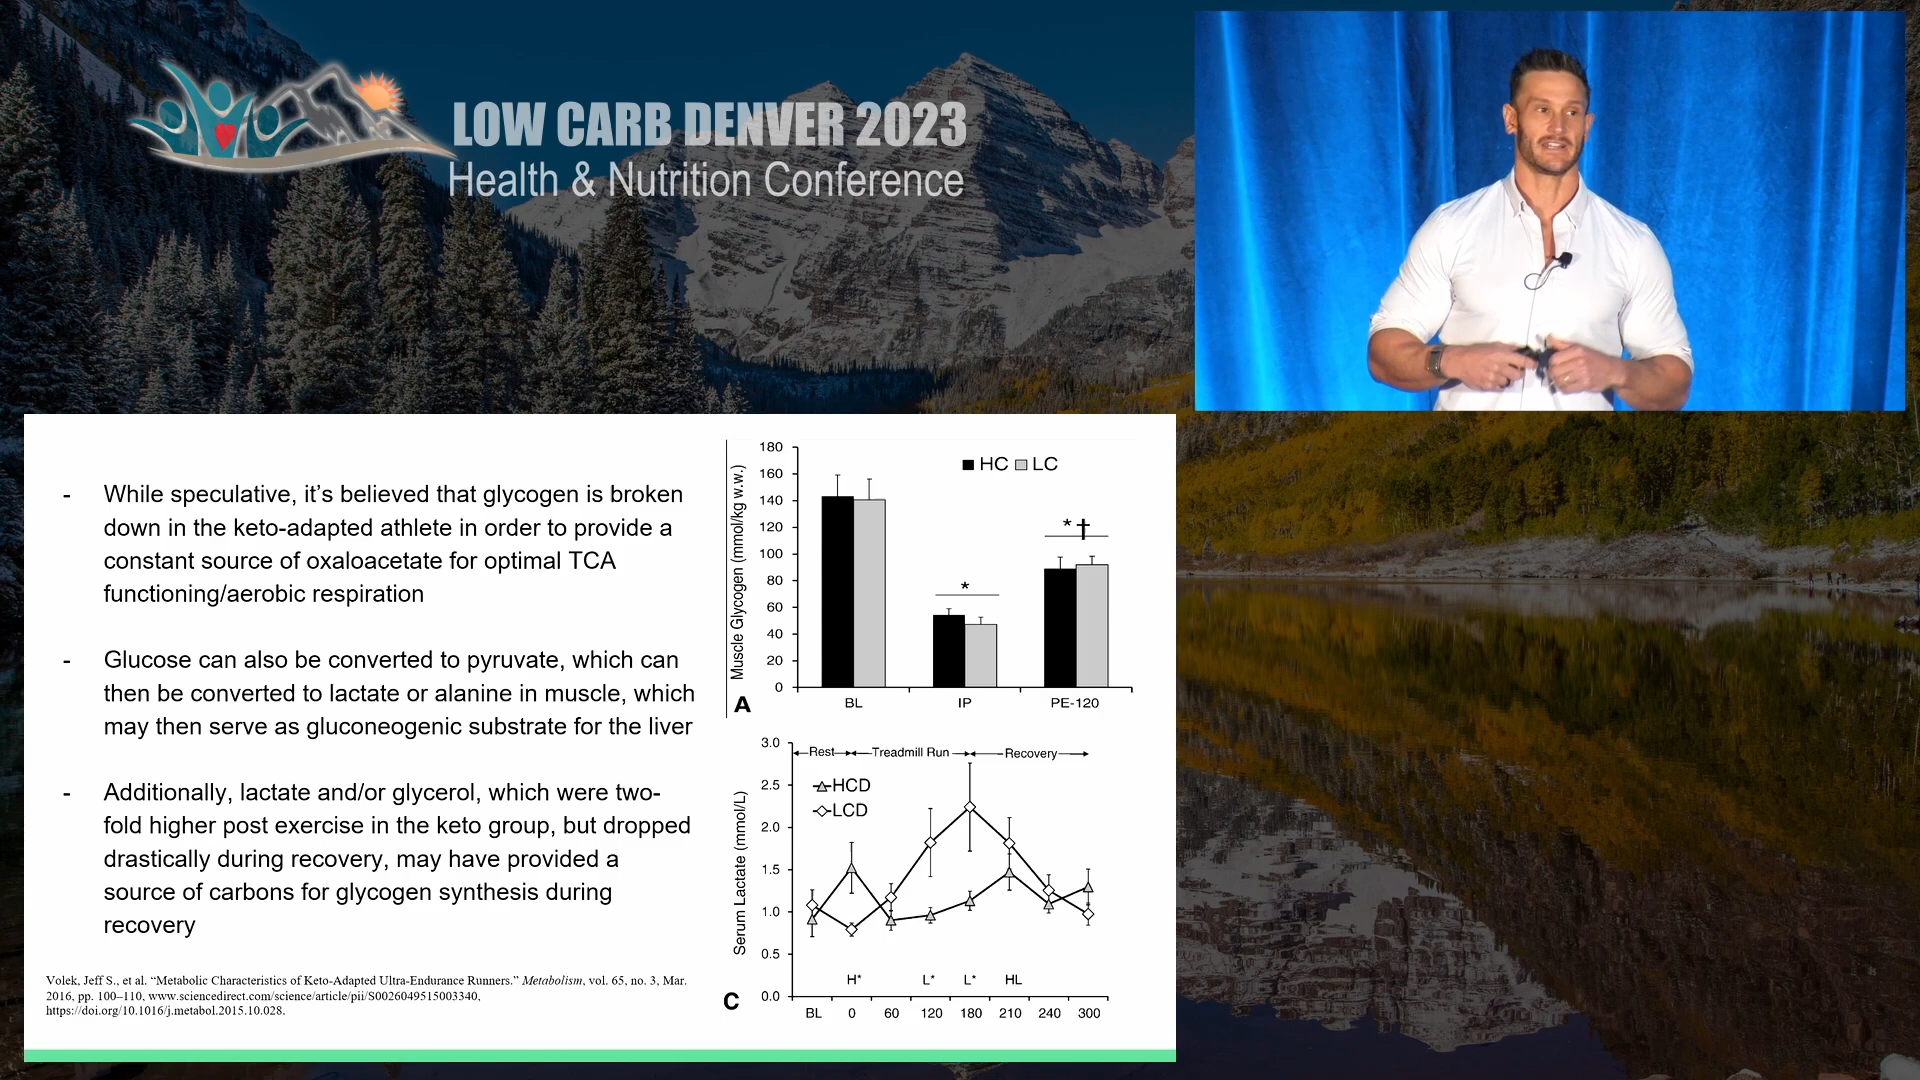 LOW CARB DENVER 2023
Health & Nutrition Conference
- While speculative, it’s believed that glycogen is broken
down in the keto-adapted athlete in order to provide a
constant source of oxaloacetate for optimal TCA
functioning/aerobic respiration
- Glucose can also be converted to pyruvate, which can
then be converted to lactate or alanine in muscle, which
may then serve as gluconeogenic substrate for the liver
- Additionally, lactate and/or glycerol, which were two-
fold higher post exercise in the keto group, but dropped
drastically during recovery, may have provided a
source of carbons for glycogen synthesis during
recovery
Volek, Jeff S., et al. “Metabolic Characteristics of Keto-Adapted Ultra-Endurance Runners.” Metabolism, vol. 65, no. 3, Mar.
2016, pp. 100–110, www.sciencedirect.com/science/article/pii/S0026049515003340,
https://doi.org/10.1016/j.metabol.2015.10.028.
Muscle Glycogen (mmol/kg w.w.)
180
160
140
120
100
80
60
40
20
0
HC LC
*
*†
BL IP PE-120
A
Serum Lactate (mmol/L)
3.0
2.5
2.0
1.5
1.0
0.5
0.0
Rest Treadmill Run Recovery
HCD
LCD
H* L* L* HL
BL 0 60 120 180 210 240 300
C